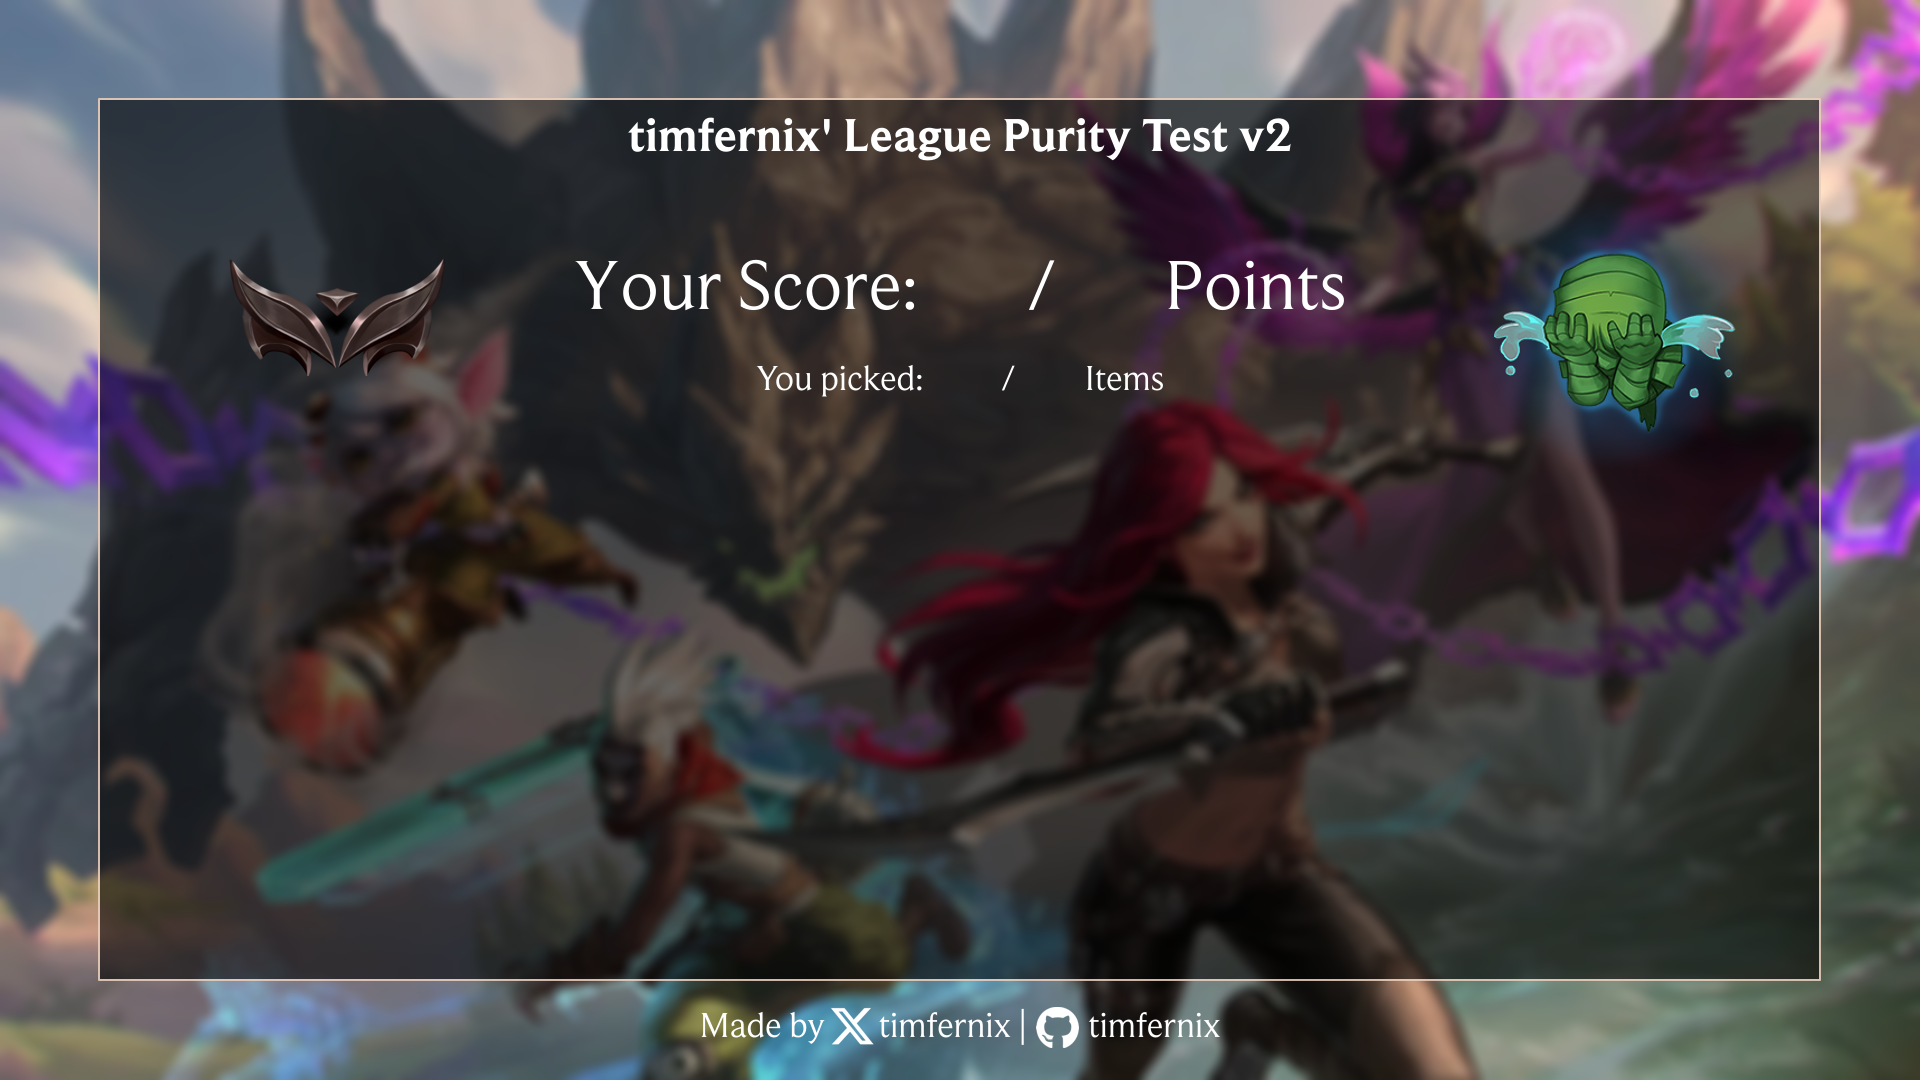 timfernix' League Purity Test v2
Your Score: / Points
You picked: / Items
Made by X timfernix | timfernix